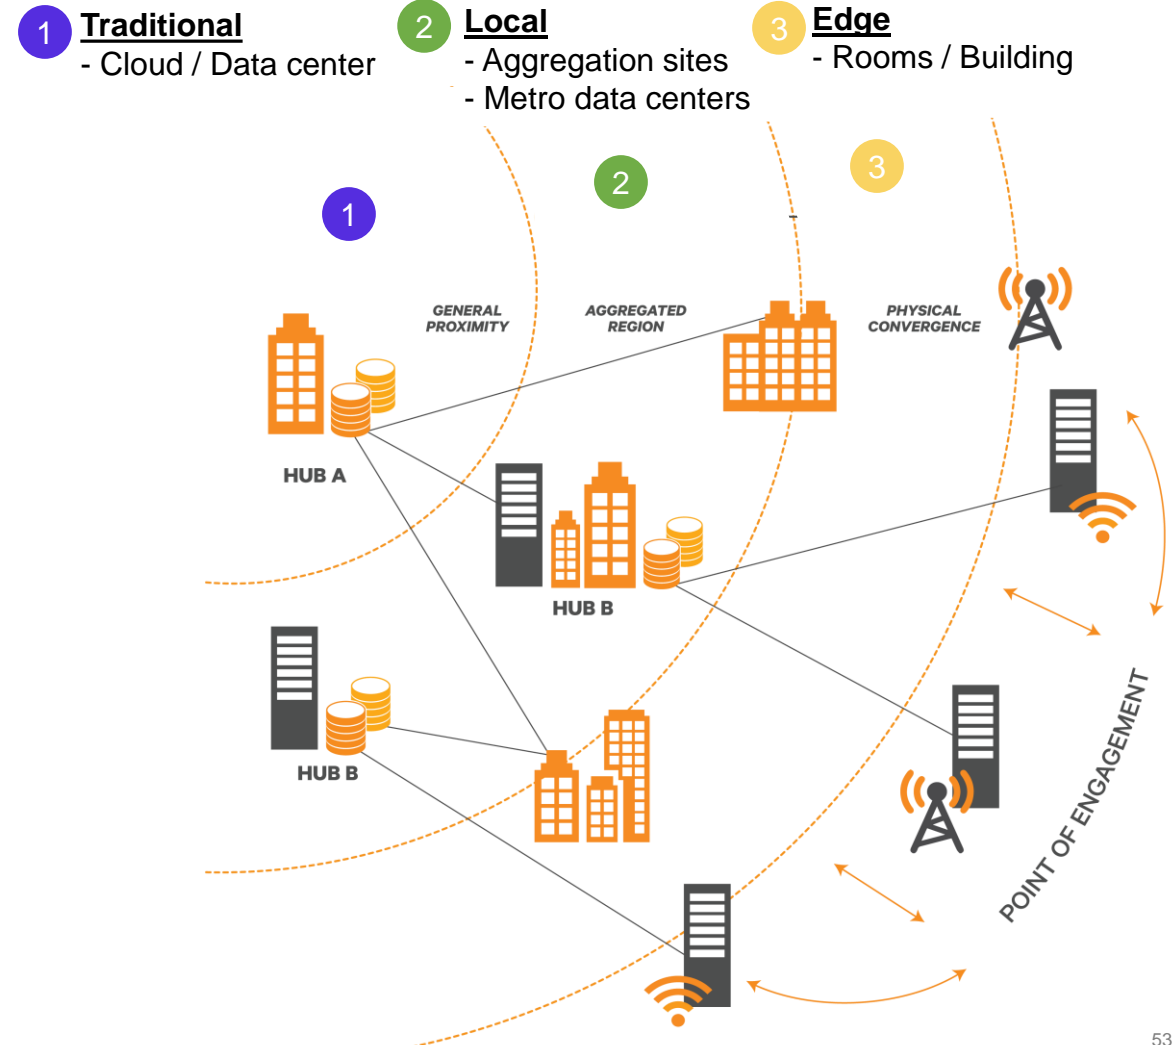 1 Traditional
- Cloud / Data center
2 Local
- Aggregation sites
- Metro data centers
3 Edge
- Rooms / Building
1
2
3
-
GENERAL
PROXIMITY
AGGREGATED
REGION
PHYSICAL
CONVERGENCE
HUB A
HUB B
HUB B
POINT OF ENGAGEMENT
53